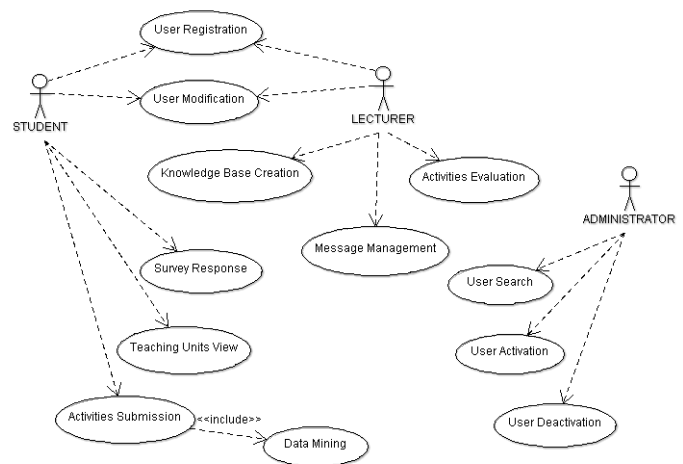 User Registration
User Modification
STUDENT
LECTURER
Knowledge Base Creation
Activities Evaluation
ADMINISTRATOR
Message Management
Survey Response
User Search
Teaching Units View
User Activation
Activities Submission
<<include>>
User Deactivation
Data Mining